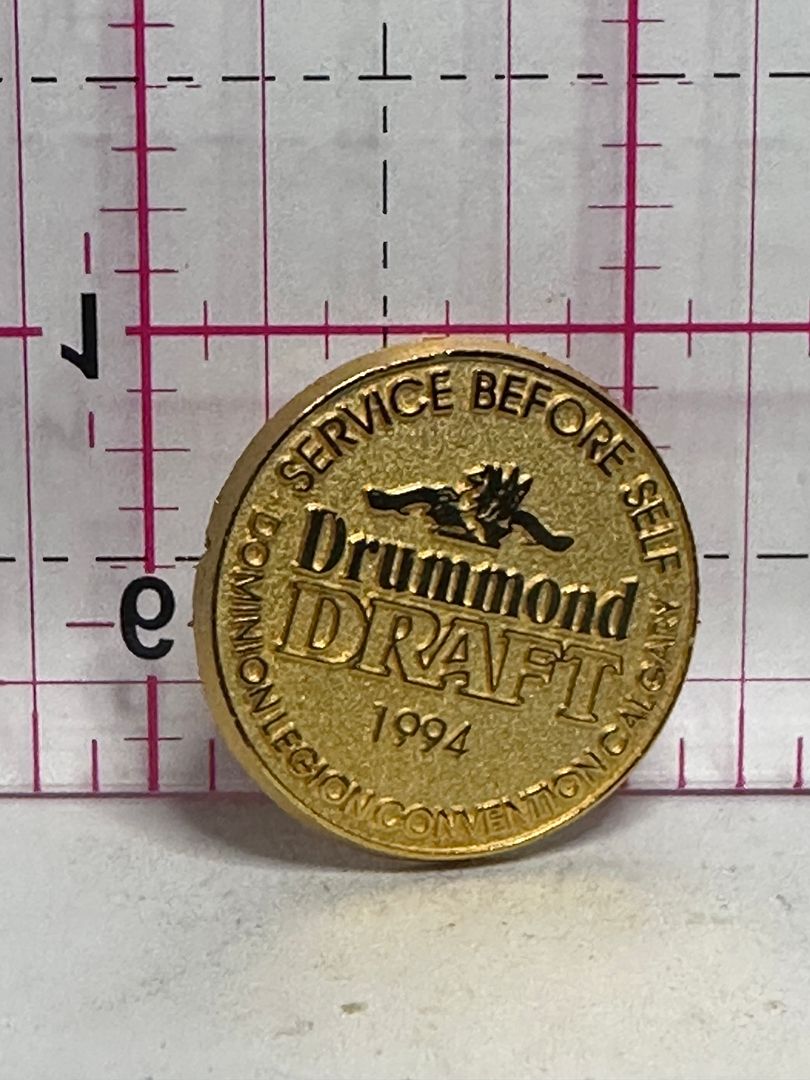 SERVICE BEFORE SELF
Drummond
DRAFT
1994
DOMINION LEGION CONVENTION CALGARY